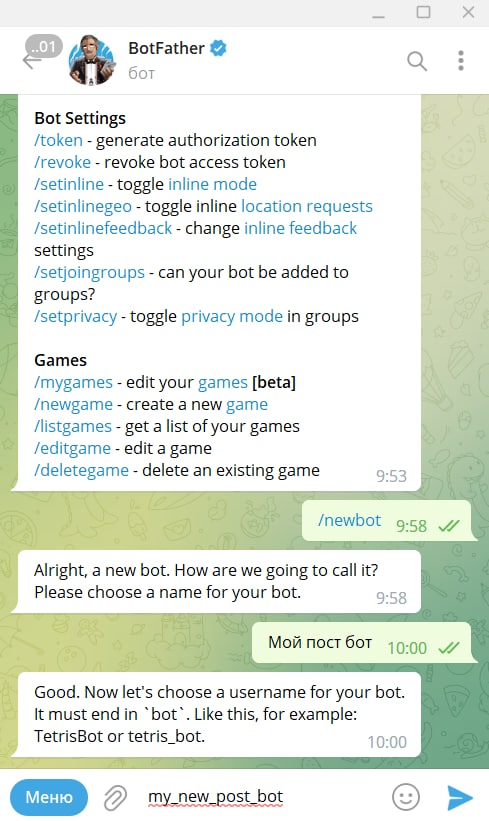 ..01
BotFather
бот
Bot Settings
/token - generate authorization token
/revoke - revoke bot access token
/setinline - toggle inline mode
/setinlinegeo - toggle inline location requests
/setinlinefeedback - change inline feedback
settings
/setjoingroups - can your bot be added to
groups?
/setprivacy - toggle privacy mode in groups
Games
/mygames - edit your games [beta]
/newgame - create a new game
/listgames - get a list of your games
/editgame - edit a game
/deletegame - delete an existing game
9:53
/newbot 9:58
Alright, a new bot. How are we going to call it?
Please choose a name for your bot.
9:58
Мой пост бот 10:00
Good. Now let's choose a username for your bot.
It must end in `bot`. Like this, for example:
TetrisBot or tetris_bot.
10:00
Меню my_new_post_bot